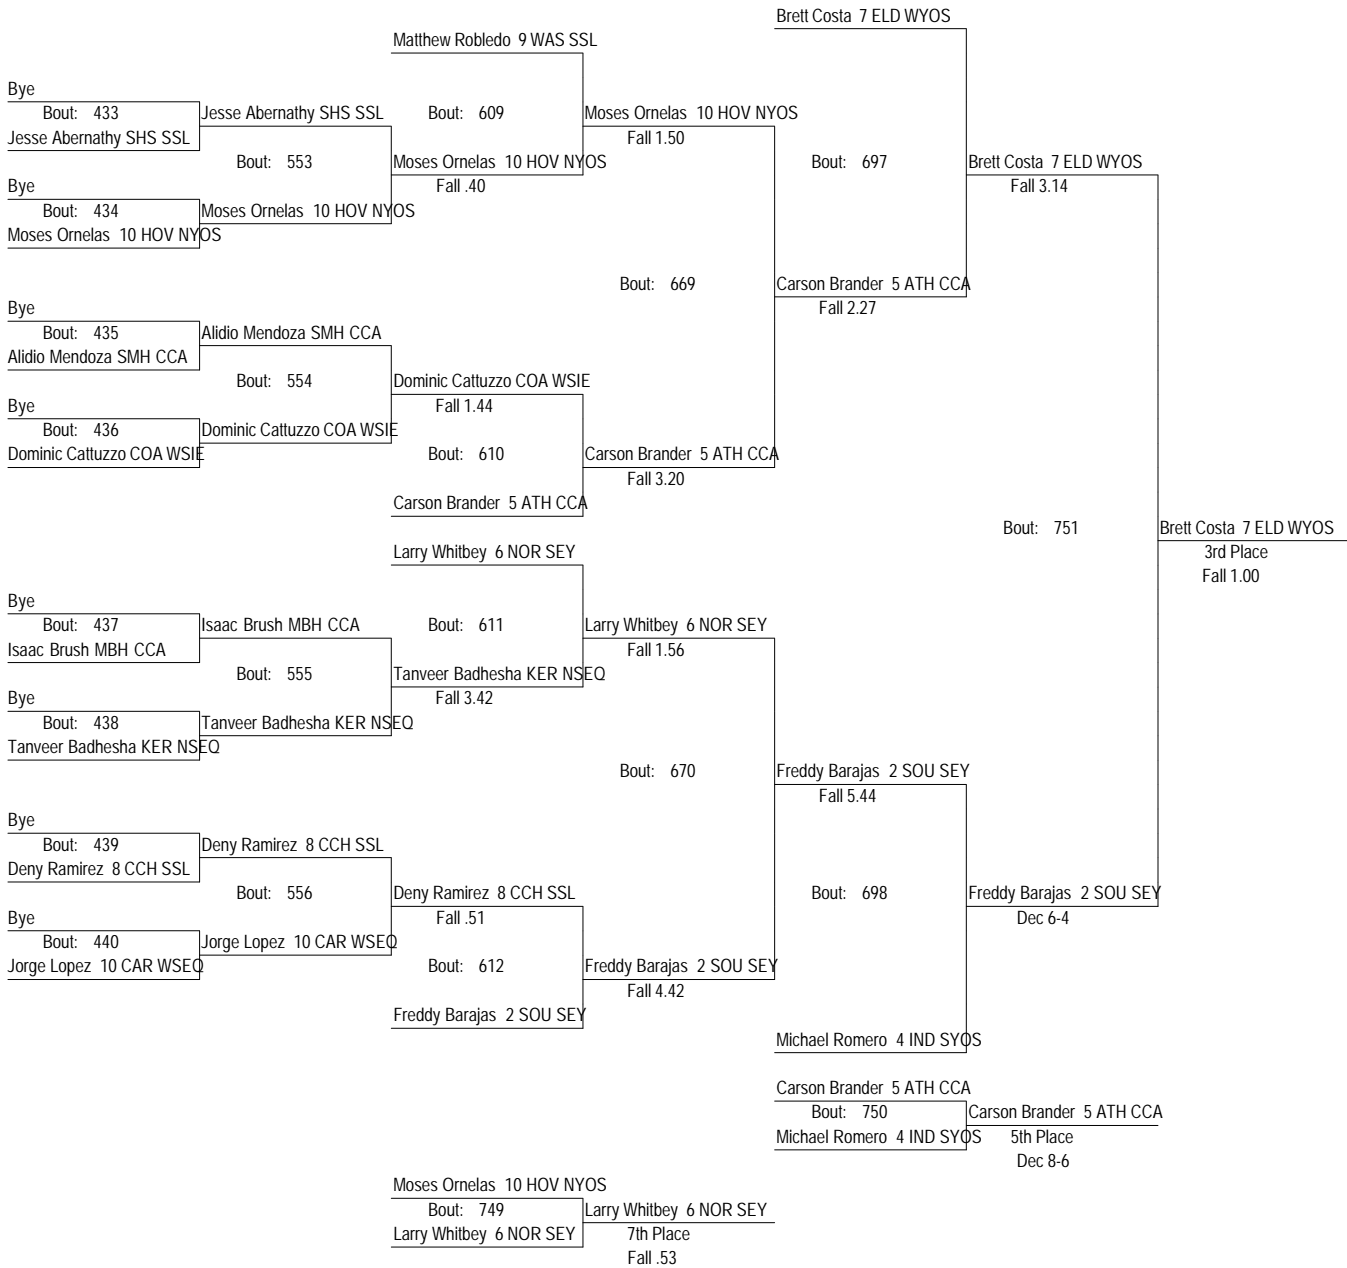 Brett Costa 7 ELD WYOS
Matthew Robledo 9 WAS SSL
Bye
Bout: 433
Jesse Abernathy SHS SSL
Bout: 609
Moses Ornelas 10 HOV NYOS
Fall 1.50
Jesse Abernathy SHS SSL
Bout: 553
Moses Ornelas 10 HOV NYOS
Fall .40
Bout: 697
Brett Costa 7 ELD WYOS
Fall 3.14
Bye
Bout: 434
Moses Ornelas 10 HOV NYOS
Moses Ornelas 10 HOV NYOS
Bout: 669
Carson Brander 5 ATH CCA
Fall 2.27
Bye
Bout: 435
Alidio Mendoza SMH CCA
Alidio Mendoza SMH CCA
Bout: 554
Dominic Cattuzzo COA WSIE
Fall 1.44
Bye
Bout: 436
Dominic Cattuzzo COA WSIE
Dominic Cattuzzo COA WSIE
Bout: 610
Carson Brander 5 ATH CCA
Fall 3.20
Carson Brander 5 ATH CCA
Bout: 751
Brett Costa 7 ELD WYOS
3rd Place
Fall 1.00
Larry Whitbey 6 NOR SEY
Bye
Bout: 437
Isaac Brush MBH CCA
Isaac Brush MBH CCA
Bout: 611
Larry Whitbey 6 NOR SEY
Fall 1.56
Bout: 555
Tanveer Badhesha KER NSEQ
Fall 3.42
Bye
Bout: 438
Tanveer Badhesha KER NSEQ
Tanveer Badhesha KER NSEQ
Bout: 670
Freddy Barajas 2 SOU SEY
Fall 5.44
Bye
Bout: 439
Deny Ramirez 8 CCH SSL
Deny Ramirez 8 CCH SSL
Bout: 556
Deny Ramirez 8 CCH SSL
Fall .51
Bout: 698
Freddy Barajas 2 SOU SEY
Dec 6-4
Bye
Bout: 440
Jorge Lopez 10 CAR WSEQ
Jorge Lopez 10 CAR WSEQ
Bout: 612
Freddy Barajas 2 SOU SEY
Fall 4.42
Freddy Barajas 2 SOU SEY
Michael Romero 4 IND SYOS
Carson Brander 5 ATH CCA
Bout: 750
Michael Romero 4 IND SYOS
Carson Brander 5 ATH CCA
5th Place
Dec 8-6
Moses Ornelas 10 HOV NYOS
Bout: 749
Larry Whitbey 6 NOR SEY
Larry Whitbey 6 NOR SEY
7th Place
Fall .53